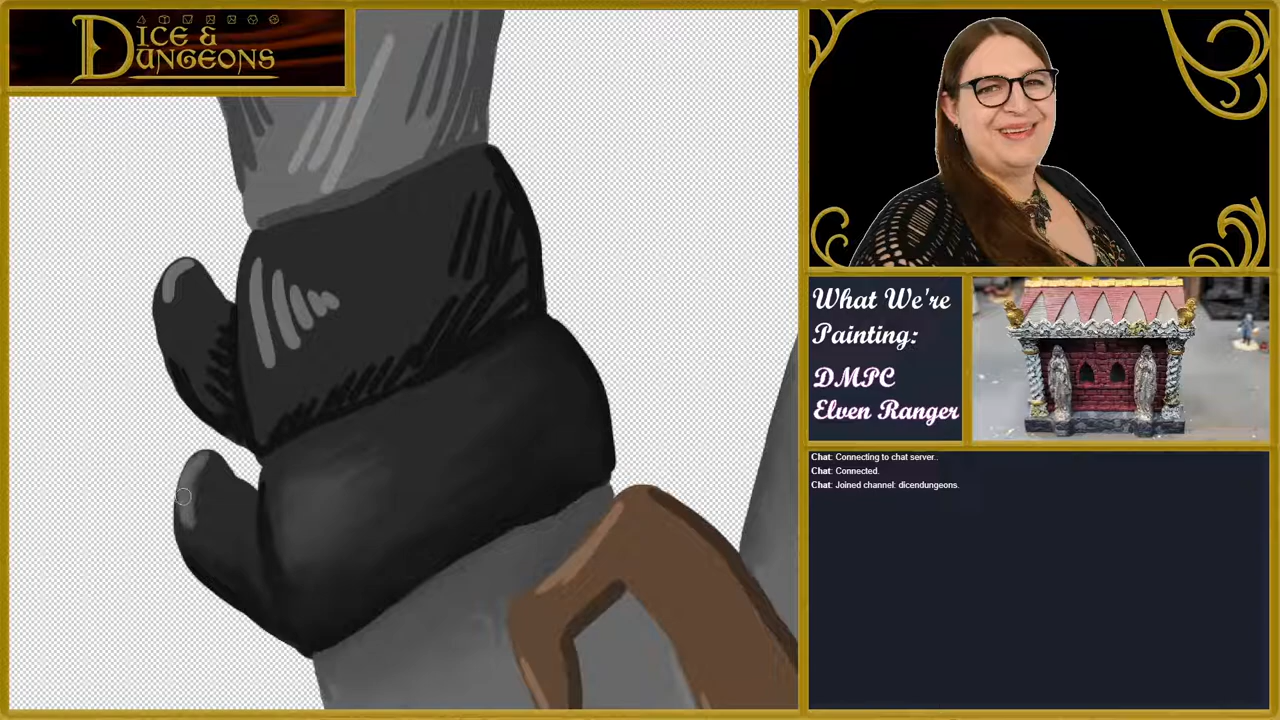 DICE &
DUNGEONS
What We're
Painting:
DMPC
Elven Ranger
Chat: Connecting to chat server..
Chat: Connected.
Chat: Joined channel: dicendungeons.